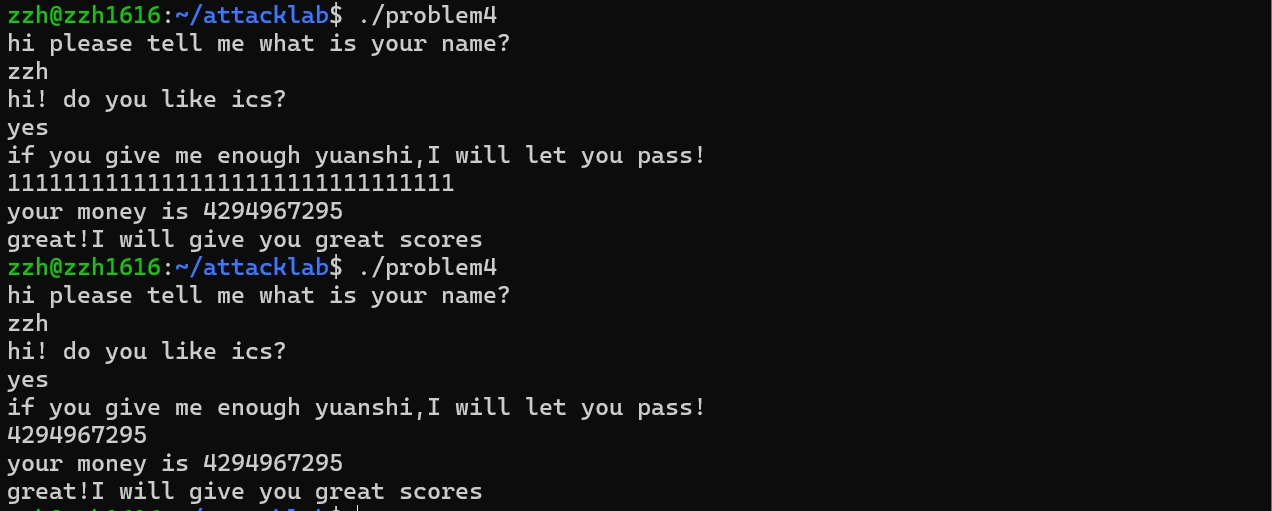 zzh@zzh1616:~/attacklab$ ./problem4
hi please tell me what is your name?
zzh
hi! do you like ics?
yes
if you give me enough yuanshi,I will let you pass!
11111111111111111111111111111111
your money is 4294967295
great!I will give you great scores
zzh@zzh1616:~/attacklab$ ./problem4
hi please tell me what is your name?
zzh
hi! do you like ics?
yes
if you give me enough yuanshi,I will let you pass!
4294967295
your money is 4294967295
great!I will give you great scores